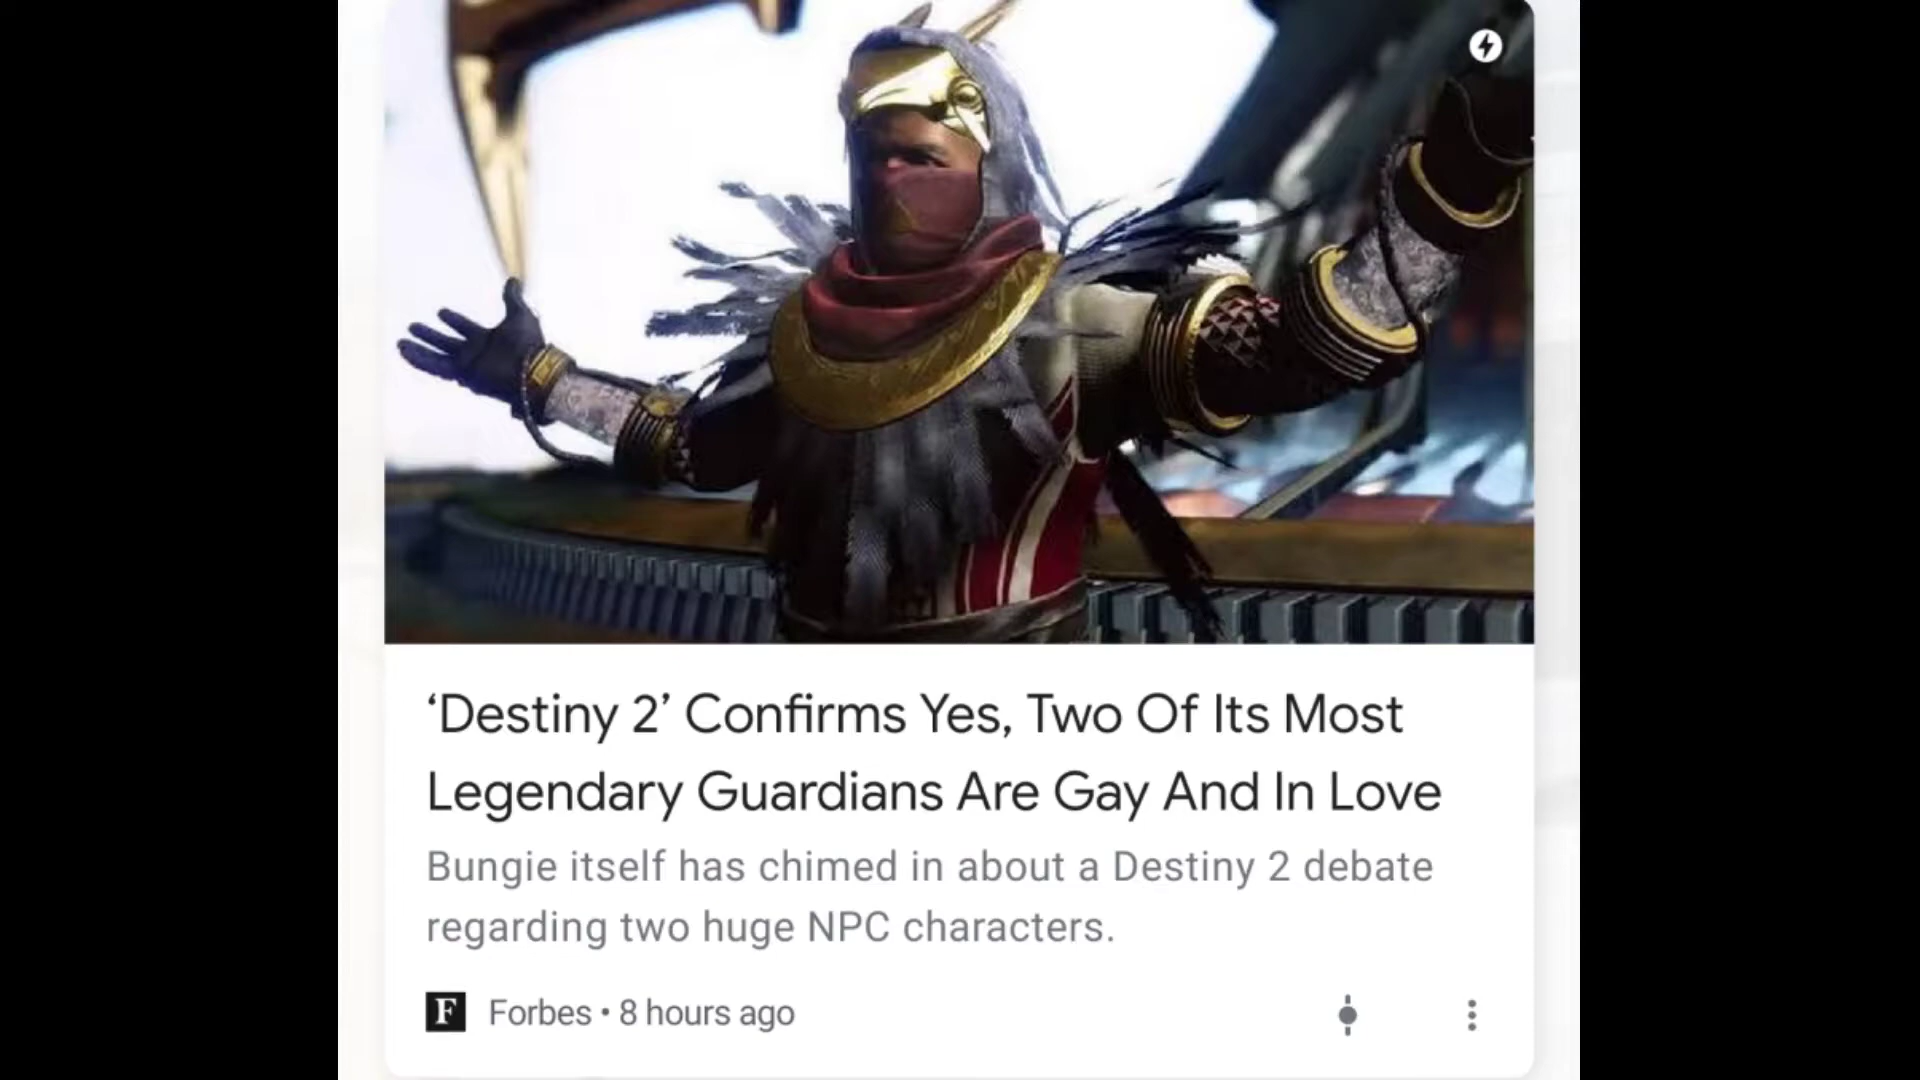 ‘Destiny 2’ Confirms Yes, Two Of Its Most
Legendary Guardians Are Gay And In Love
Bungie itself has chimed in about a Destiny 2 debate
regarding two huge NPC characters.
F Forbes • 8 hours ago